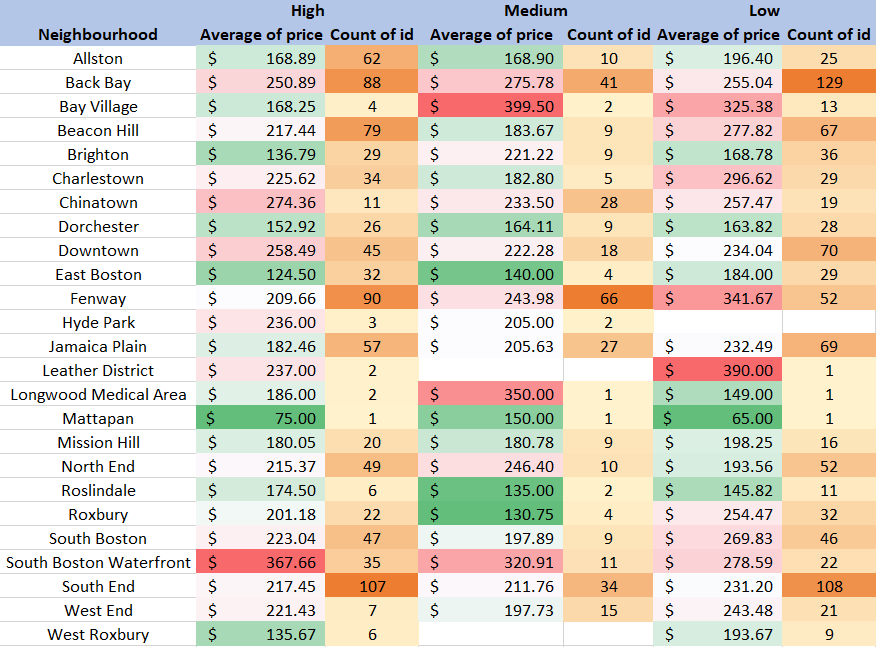 High Medium Low
Neighbourhood Average of price Count of id Average of price Count of id Average of price Count of id
Allston $ 168.89 62 $ 168.90 10 $ 196.40 25
Back Bay $ 250.89 88 $ 275.78 41 $ 255.04 129
Bay Village $ 168.25 4 $ 399.50 2 $ 325.38 13
Beacon Hill $ 217.44 79 $ 183.67 9 $ 277.82 67
Brighton $ 136.79 29 $ 221.22 9 $ 168.78 36
Charlestown $ 225.62 34 $ 182.80 5 $ 296.62 29
Chinatown $ 274.36 11 $ 233.50 28 $ 257.47 19
Dorchester $ 152.92 26 $ 164.11 9 $ 163.82 28
Downtown $ 258.49 45 $ 222.28 18 $ 234.04 70
East Boston $ 124.50 32 $ 140.00 4 $ 184.00 29
Fenway $ 209.66 90 $ 243.98 66 $ 341.67 52
Hyde Park $ 236.00 3 $ 205.00 2
Jamaica Plain $ 182.46 57 $ 205.63 27 $ 232.49 69
Leather District $ 237.00 2 $ 390.00 1
Longwood Medical Area $ 186.00 2 $ 350.00 1 $ 149.00 1
Mattapan $ 75.00 1 $ 150.00 1 $ 65.00 1
Mission Hill $ 180.05 20 $ 180.78 9 $ 198.25 16
North End $ 215.37 49 $ 246.40 10 $ 193.56 52
Roslindale $ 174.50 6 $ 135.00 2 $ 145.82 11
Roxbury $ 201.18 22 $ 130.75 4 $ 254.47 32
South Boston $ 223.04 47 $ 197.89 9 $ 269.83 46
South Boston Waterfront $ 367.66 35 $ 320.91 11 $ 278.59 22
South End $ 217.45 107 $ 211.76 34 $ 231.20 108
West End $ 221.43 7 $ 197.73 15 $ 243.48 21
West Roxbury $ 135.67 6 $ 193.67 9